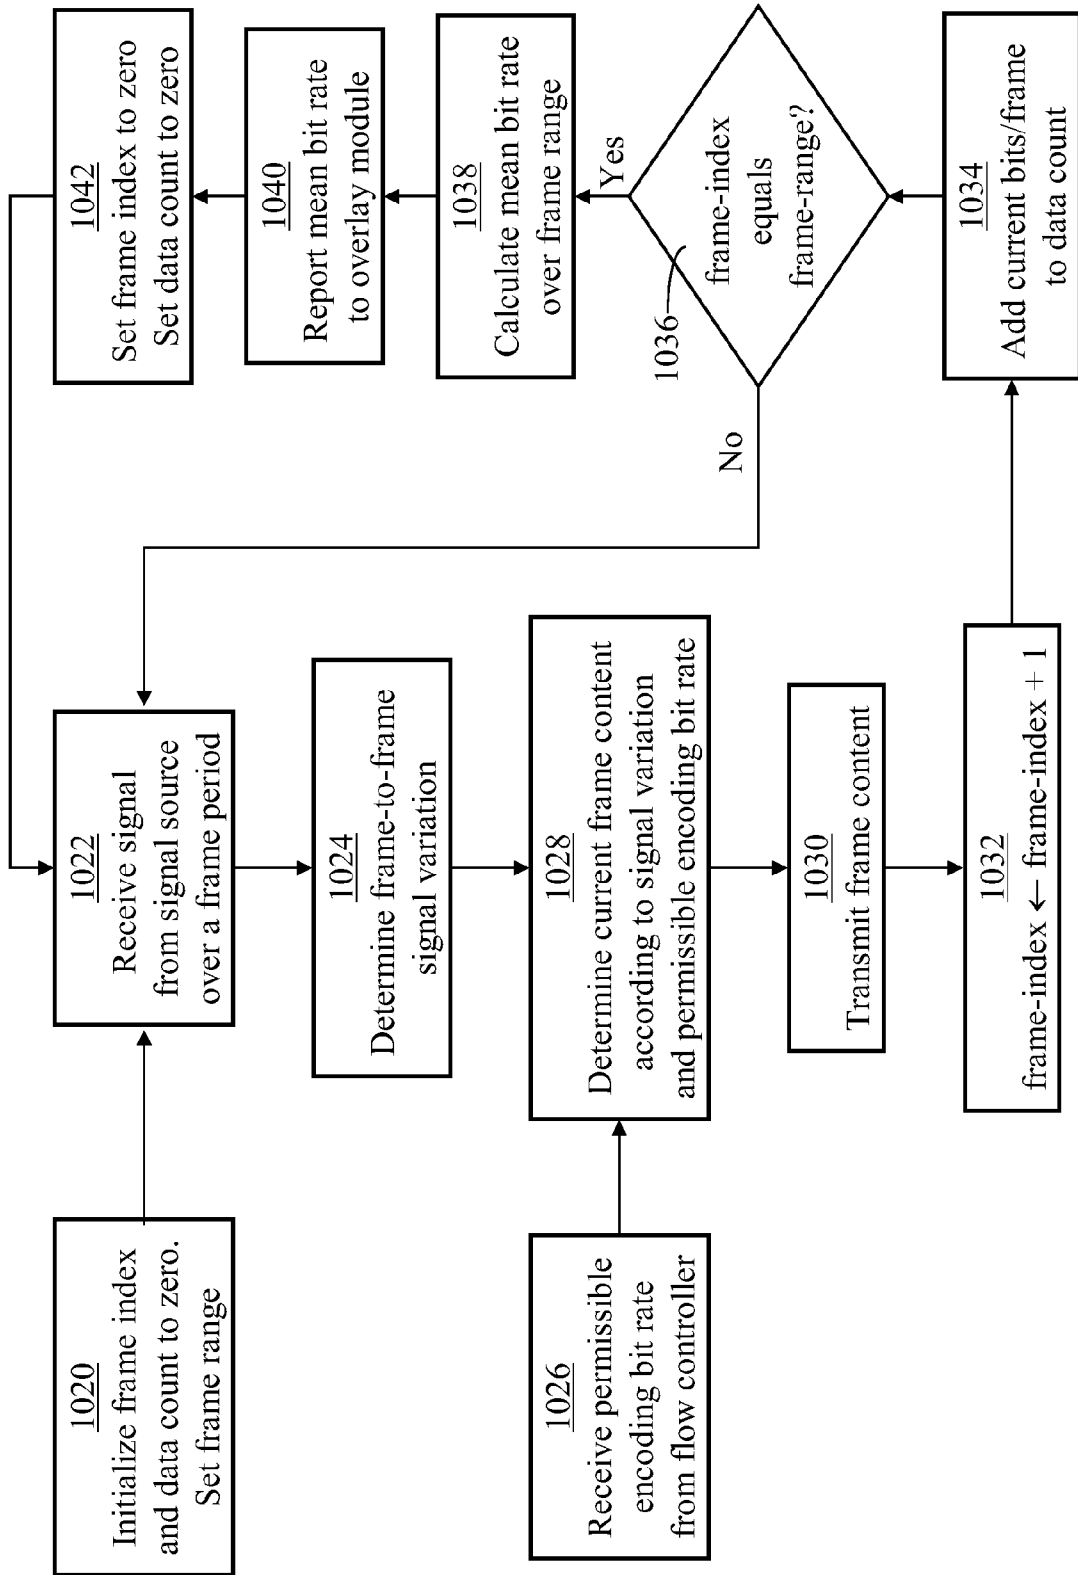 1020
Initialize frame index
and data count to zero.
Set frame range
1022
Receive signal
from signal source
over a frame period
1024
Determine frame-to-frame
signal variation
1026
Receive permissible
encoding bit rate
from flow controller
1028
Determine current frame content
according to signal variation
and permissible encoding bit rate
1030
Transmit frame content
1032
frame-index ← frame-index + 1
1034
Add current bits/frame
to data count
1036
frame-index
equals
frame-range?
No
Yes
1038
Calculate mean bit rate
over frame range
1040
Report mean bit rate
to overlay module
1042
Set frame index to zero
Set data count to zero